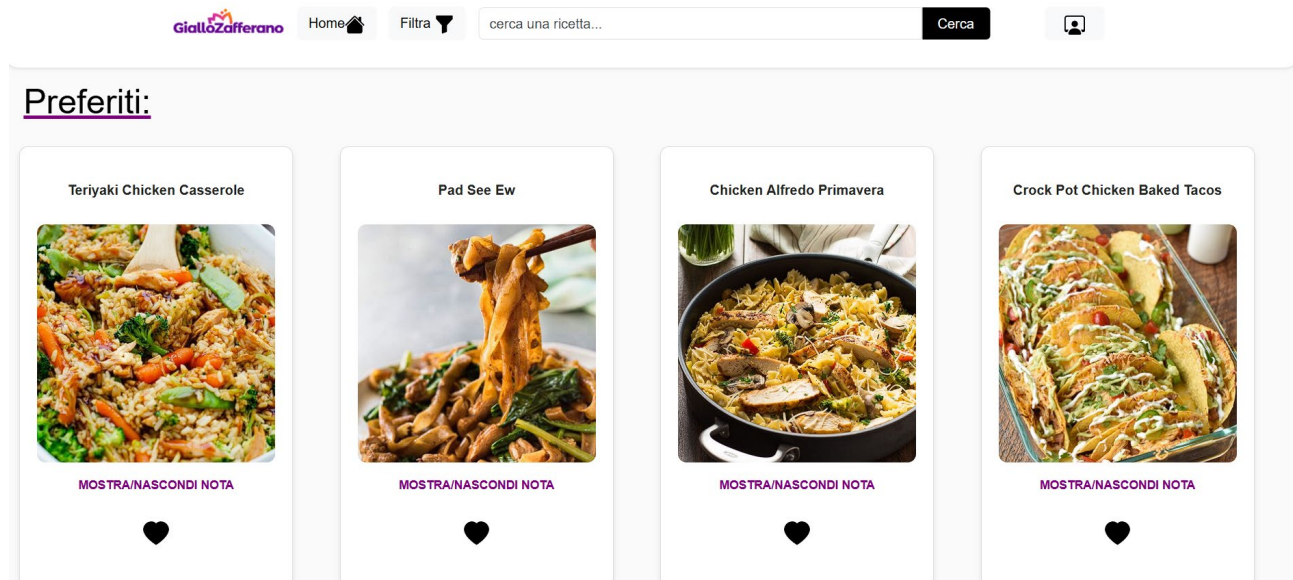 GialloZafferano Home Filtra cerca una ricetta... Cerca
Preferiti:
Teriyaki Chicken Casserole
Pad See Ew
Chicken Alfredo Primavera
Crock Pot Chicken Baked Tacos
MOSTRA/NASCONDI NOTA
MOSTRA/NASCONDI NOTA
MOSTRA/NASCONDI NOTA
MOSTRA/NASCONDI NOTA